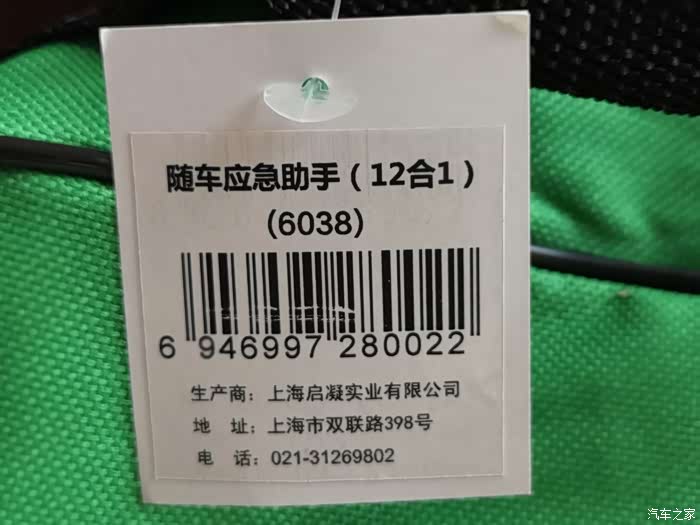 随车应急助手（12合1）
（6038）
6 946997 280022
生产商：上海启凝实业有限公司
地　址：上海市双联路398号
电　话：021-31269802
汽车之家